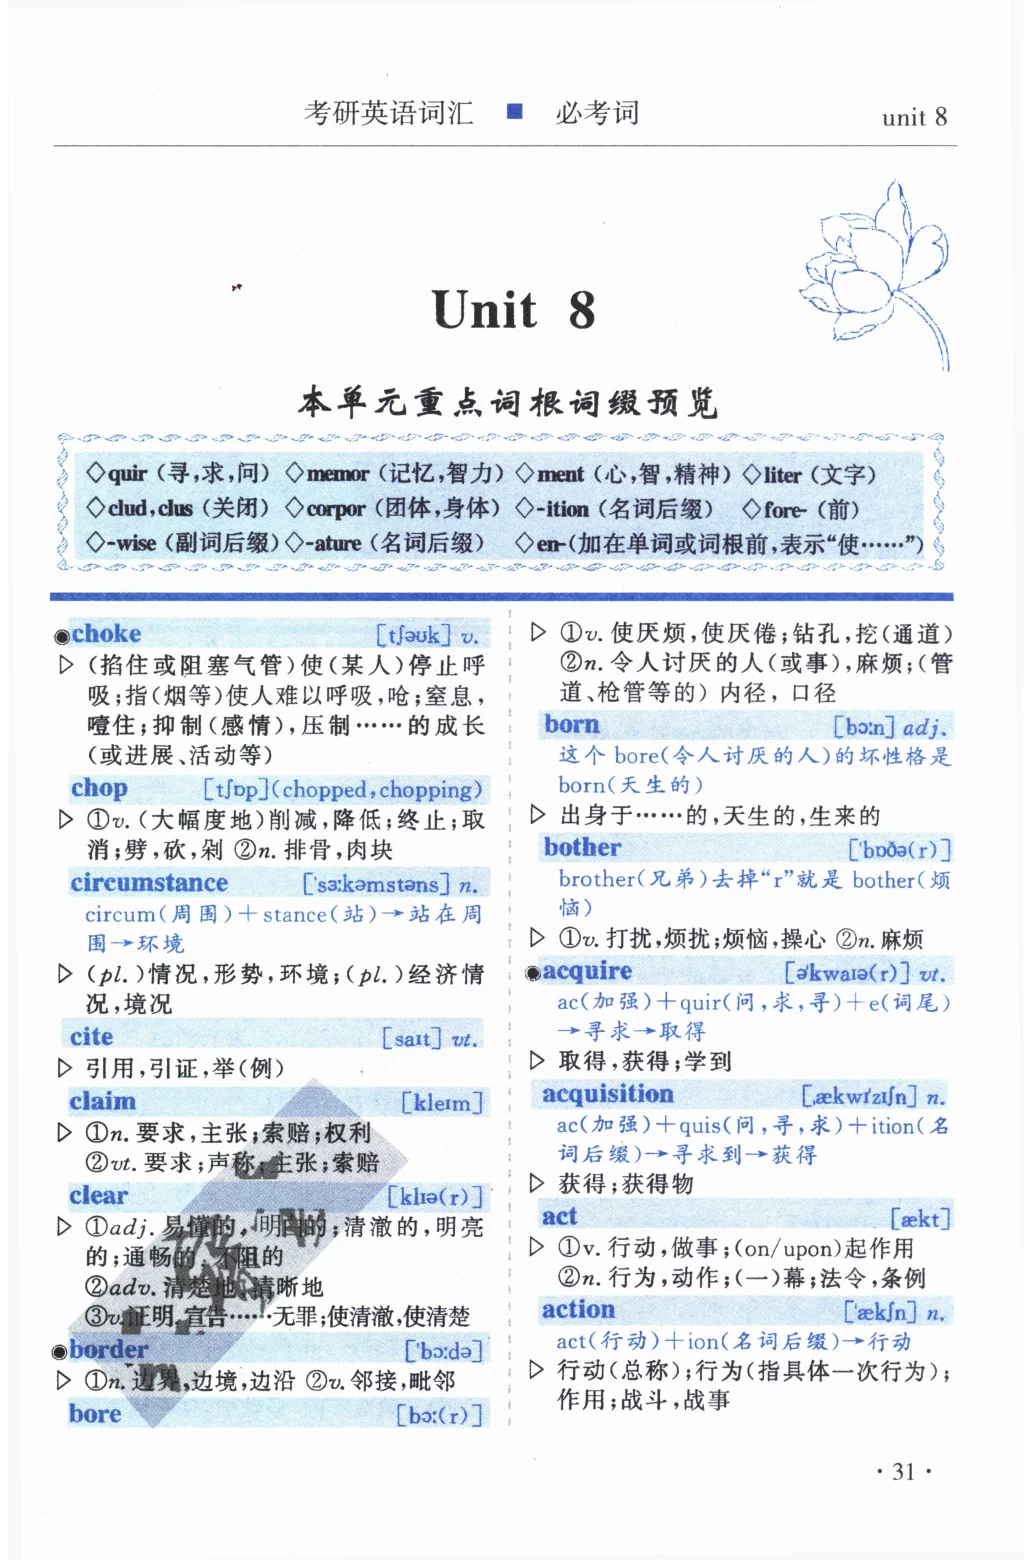 考研英语词汇 ■ 必考词 unit 8
Unit 8
本单元重点词根词缀预览
◇quir (寻,求,问) ◇memor (记忆,智力) ◇ment (心,智,精神) ◇liter (文字)
◇clud,clus (关闭) ◇corpor (团体,身体) ◇-ition (名词后缀) ◇fore- (前)
◇-wise (副词后缀) ◇-ature (名词后缀) ◇en-(加在单词或词根前,表示“使……”)
◉choke [tʃəʊk] v.
▷ (掐住或阻塞气管)使(某人)停止呼
吸;指(烟等)使人难以呼吸,呛;窒息,
噎住;抑制(感情),压制……的成长
(或进展、活动等)
chop [tʃɒp](chopped,chopping)
▷ ①v.(大幅度地)削减,降低;终止;取
消;劈,砍,剁 ②n.排骨,肉块
circumstance [ˈsɜːkəmstəns] n.
circum(周围)+stance(站)→站在周
围→环境
▷ (pl.)情况,形势,环境;(pl.)经济情
况,境况
cite [saɪt] vt.
▷ 引用,引证,举(例)
claim [kleɪm]
▷ ①n.要求,主张;索赔;权利
②vt.要求;声称;主张;索赔
clear [klɪə(r)]
▷ ①adj.易懂的,明白的;清澈的,明亮
的;通畅的,不阻的
②adv.清楚地,清晰地
③v.证明,宣告……无罪;使清澈,使清楚
◉border [ˈbɔːdə]
▷ ①n.边界,边境,边沿 ②v.邻接,毗邻
bore [bɔː(r)]
▷ ①v.使厌烦,使厌倦;钻孔,挖(通道)
②n.令人讨厌的人(或事),麻烦;(管
道、枪管等的) 内径, 口径
born [bɔːn] adj.
这个 bore(令人讨厌的人)的坏性格是
born(天生的)
▷ 出身于……的,天生的,生来的
bother [ˈbɒðə(r)]
brother(兄弟)去掉“r”就是 bother(烦
恼)
▷ ①v.打扰,烦扰;烦恼,操心 ②n.麻烦
◉acquire [əˈkwaɪə(r)] vt.
ac(加强)+quir(问,求,寻)+e(词尾)
→寻求→取得
▷ 取得,获得;学到
acquisition [ˌækwɪˈzɪʃn] n.
ac(加强)+quis(问,寻,求)+ition(名
词后缀)→寻求到→获得
▷ 获得;获得物
act [ækt]
▷ ①v.行动,做事;(on/upon)起作用
②n.行为,动作;(一)幕;法令,条例
action [ˈækʃn] n.
act(行动)+ion(名词后缀)→行动
▷ 行动(总称);行为(指具体一次行为);
作用;战斗,战事
·31·